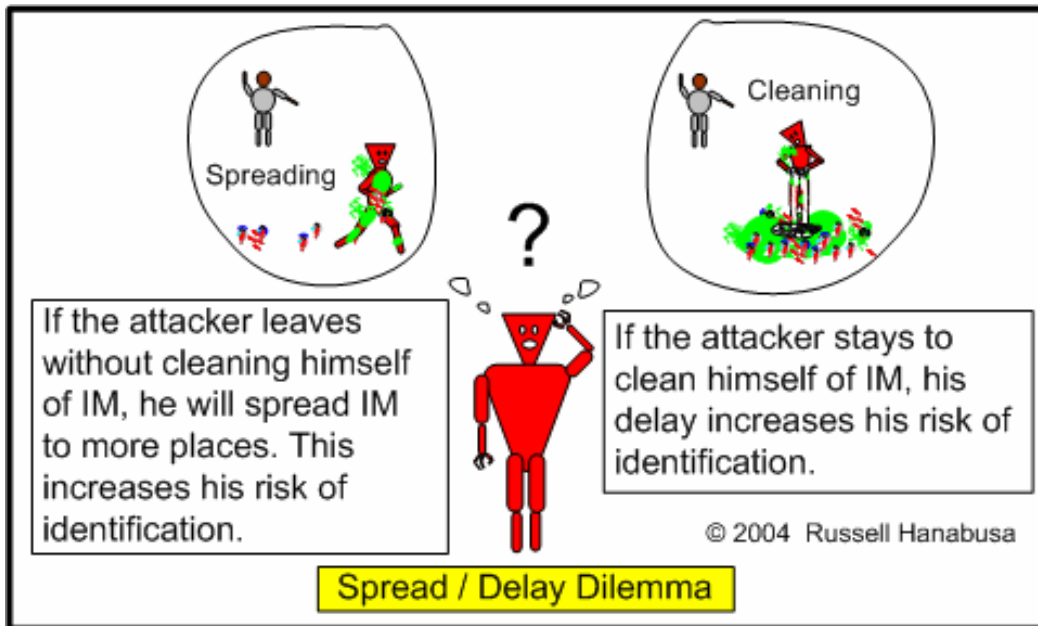 Spreading
Cleaning
?
If the attacker leaves
without cleaning himself
of IM, he will spread IM
to more places. This
increases his risk of
identification.
If the attacker stays to
clean himself of IM, his
delay increases his risk of
identification.
© 2004 Russell Hanabusa
Spread / Delay Dilemma